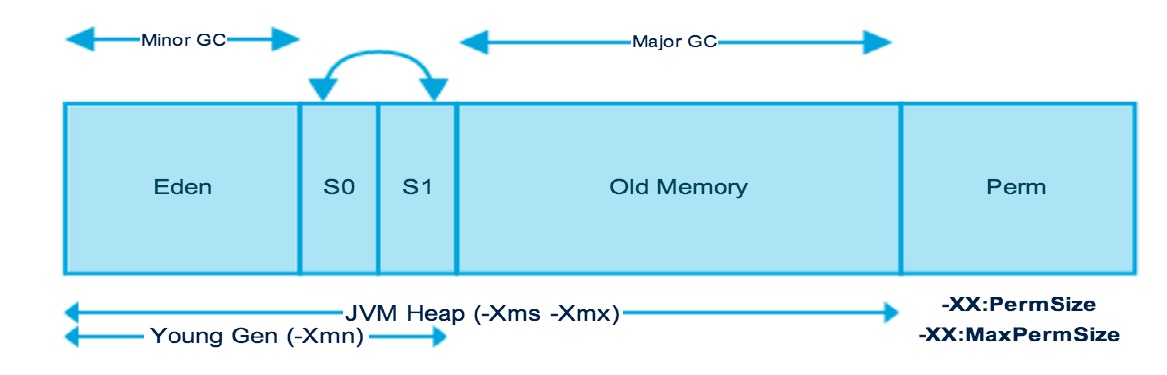 Minor GC
Major GC
Eden
S0
S1
Old Memory
Perm
JVM Heap (-Xms -Xmx)
Young Gen (-Xmn)
-XX:PermSize
-XX:MaxPermSize